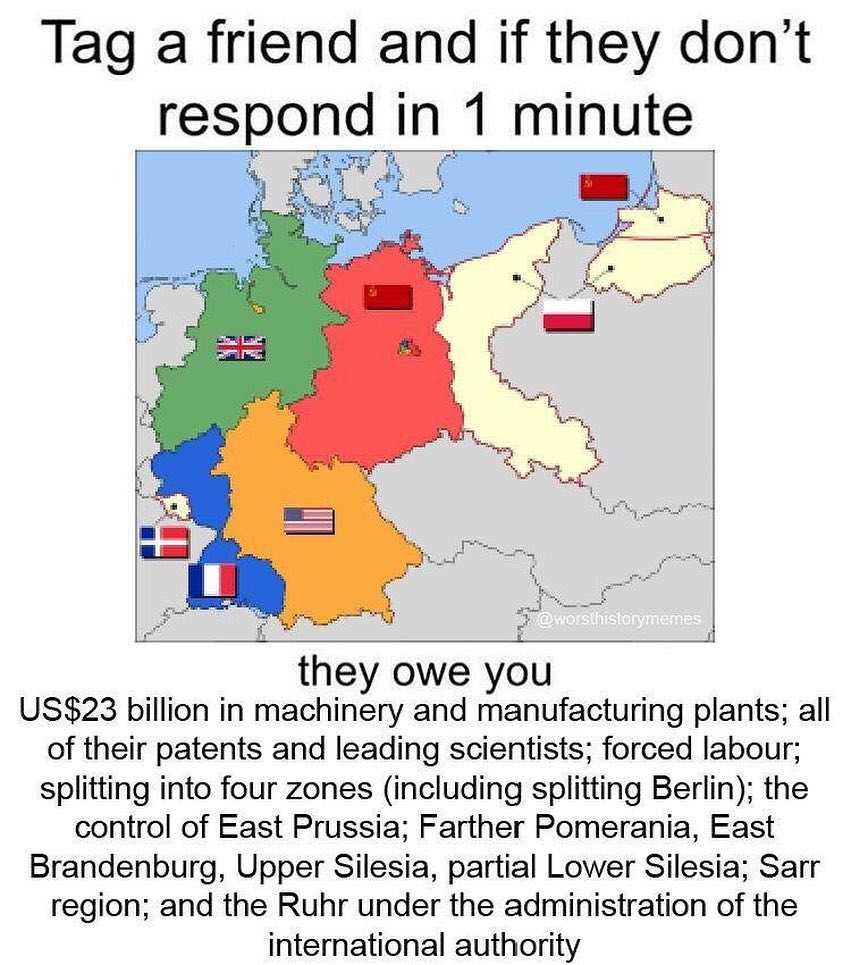 Tag a friend and if they don’t
respond in 1 minute
@worsthistorymemes
they owe you
US$23 billion in machinery and manufacturing plants; all
of their patents and leading scientists; forced labour;
splitting into four zones (including splitting Berlin); the
control of East Prussia; Farther Pomerania, East
Brandenburg, Upper Silesia, partial Lower Silesia; Sarr
region; and the Ruhr under the administration of the
international authority